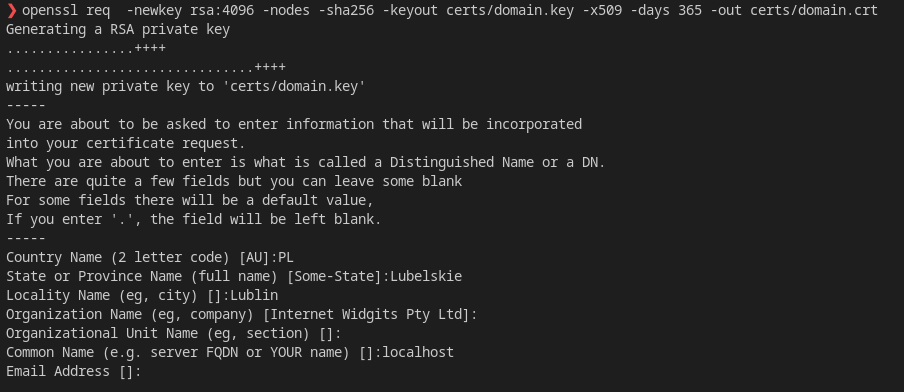 ❯ openssl req  -newkey rsa:4096 -nodes -sha256 -keyout certs/domain.key -x509 -days 365 -out certs/domain.crt
Generating a RSA private key
................++++
...............................++++
writing new private key to 'certs/domain.key'
-----
You are about to be asked to enter information that will be incorporated
into your certificate request.
What you are about to enter is what is called a Distinguished Name or a DN.
There are quite a few fields but you can leave some blank
For some fields there will be a default value,
If you enter '.', the field will be left blank.
-----
Country Name (2 letter code) [AU]:PL
State or Province Name (full name) [Some-State]:Lubelskie
Locality Name (eg, city) []:Lublin
Organization Name (eg, company) [Internet Widgits Pty Ltd]:
Organizational Unit Name (eg, section) []:
Common Name (e.g. server FQDN or YOUR name) []:localhost
Email Address []: